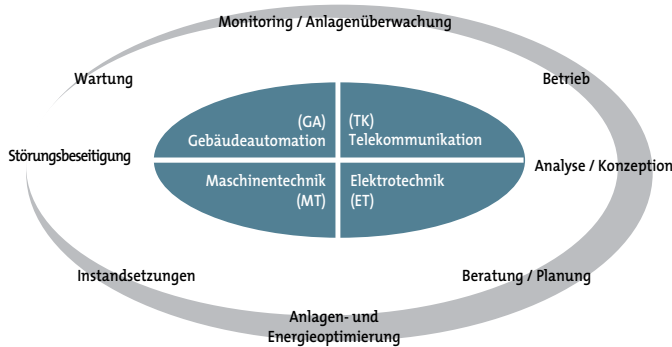 Monitoring / Anlagenüberwachung
Wartung
Betrieb
(GA)
Gebäudeautomation
(TK)
Telekommunikation
Störungsbeseitigung
Analyse / Konzeption
Maschinentechnik
(MT)
Elektrotechnik
(ET)
Instandsetzungen
Beratung / Planung
Anlagen- und
Energieoptimierung